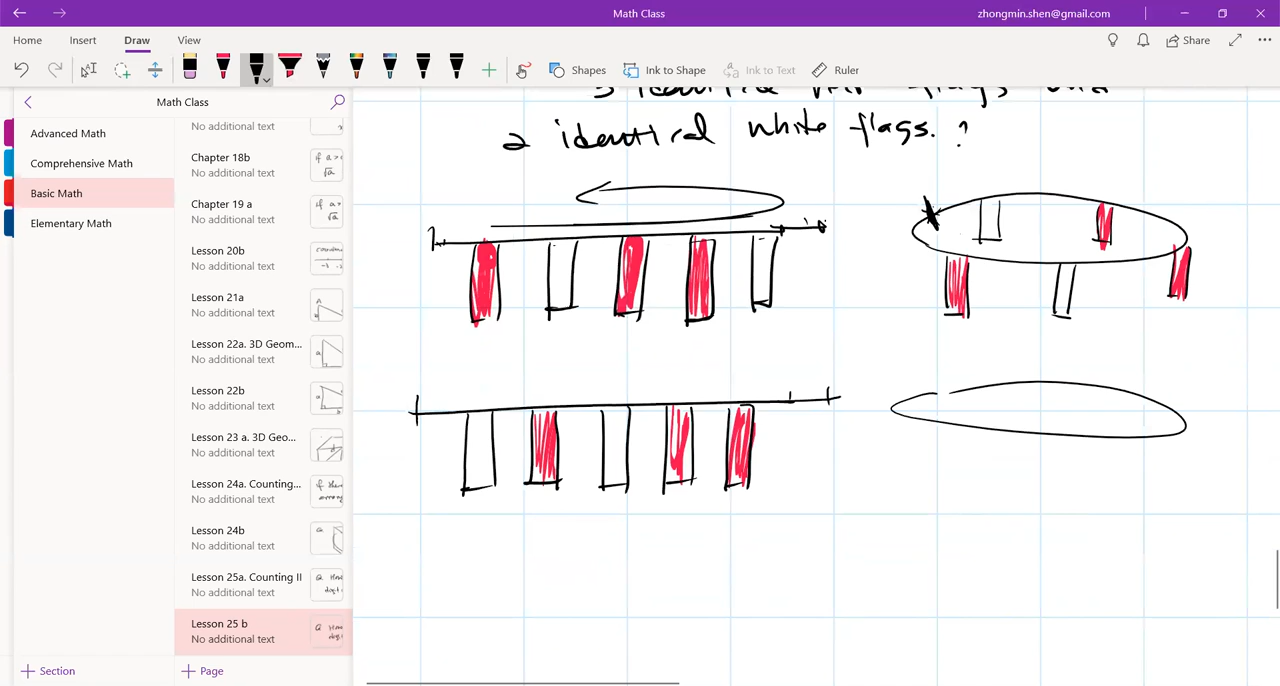 Math Class
zhongmin.shen@gmail.com
Home Insert Draw View
Share
Shapes
Ink to Shape
Ink to Text
Ruler
Math Class
Advanced Math
Comprehensive Math
Basic Math
Elementary Math
No additional text
Chapter 18b
No additional text
Chapter 19 a
No additional text
Lesson 20b
No additional text
Lesson 21a
No additional text
Lesson 22a. 3D Geom...
No additional text
Lesson 22b
No additional text
Lesson 23 a. 3D Geo...
No additional text
Lesson 24a. Counting...
No additional text
Lesson 24b
No additional text
Lesson 25a. Counting II
No additional text
Lesson 25 b
No additional text
Section
Page
flags
2 identical white flags.?